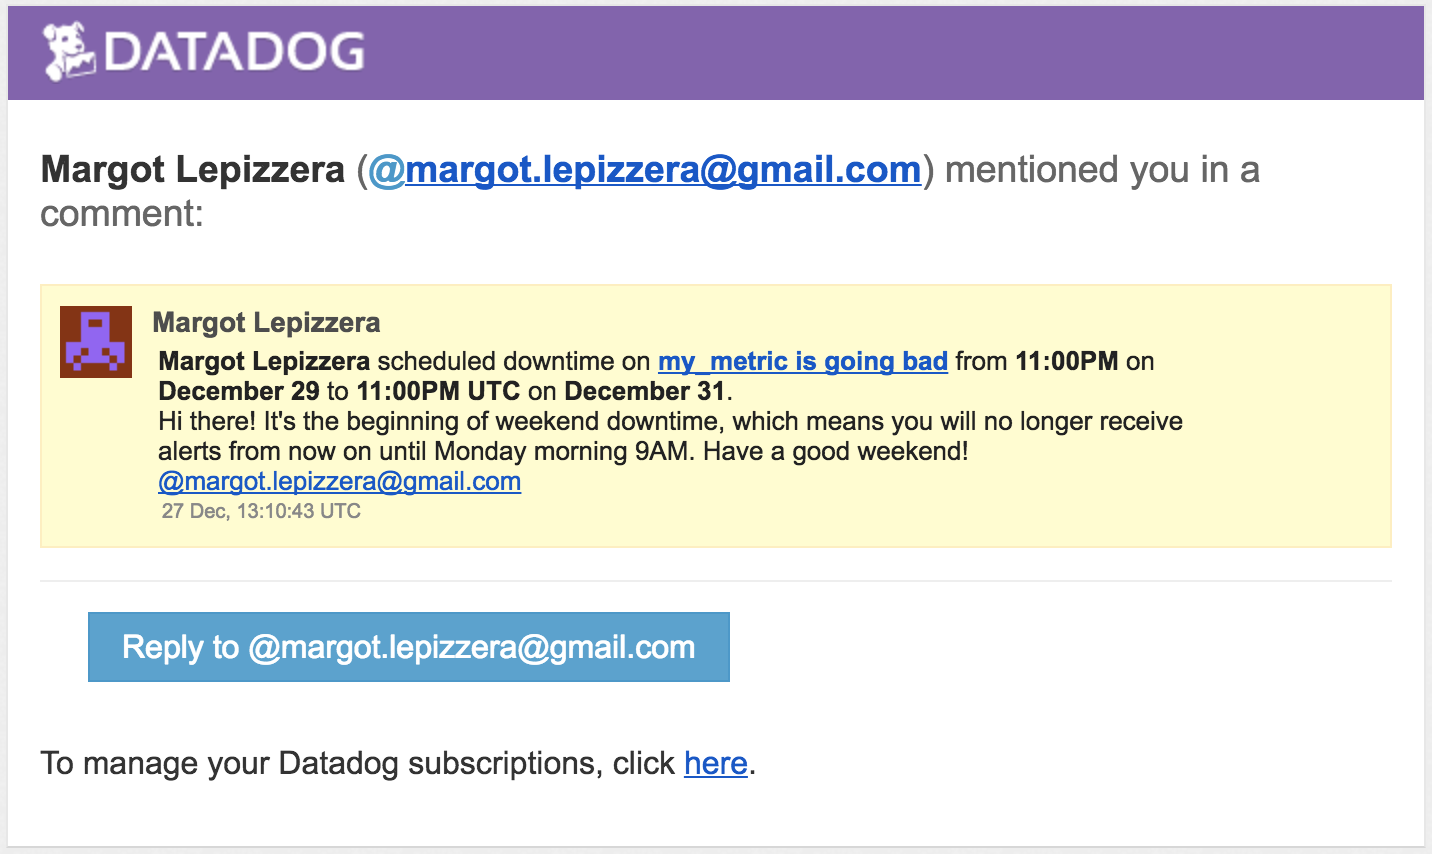 DATADOG
Margot Lepizzera (@margot.lepizzera@gmail.com) mentioned you in a
comment:
Margot Lepizzera
Margot Lepizzera scheduled downtime on my_metric is going bad from 11:00PM on
December 29 to 11:00PM UTC on December 31.
Hi there! It's the beginning of weekend downtime, which means you will no longer receive
alerts from now on until Monday morning 9AM. Have a good weekend!
@margot.lepizzera@gmail.com
27 Dec, 13:10:43 UTC
Reply to @margot.lepizzera@gmail.com
To manage your Datadog subscriptions, click here.